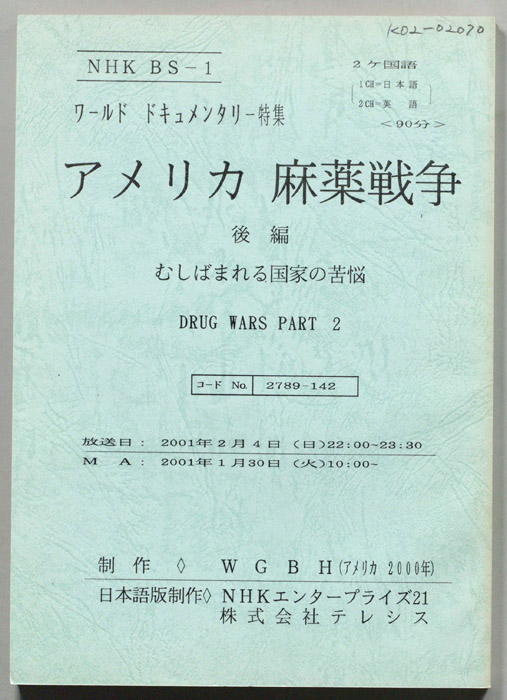 KD2-02070
NHK BS-1
2ヶ国語
1CH=日本語
2CH=英語
<90分>
ワールド ドキュメンタリー特集
アメリカ 麻薬戦争
後編
むしばまれる国家の苦悩
DRUG WARS PART 2
コード No. 2789-142
放送日: 2001年2月4日(日)22:00~23:30
MA: 2001年1月30日(火)10:00~
制作◇ WGBH(アメリカ 2000年)
日本語版制作◇ NHKエンタープライズ21
株式会社テレシス